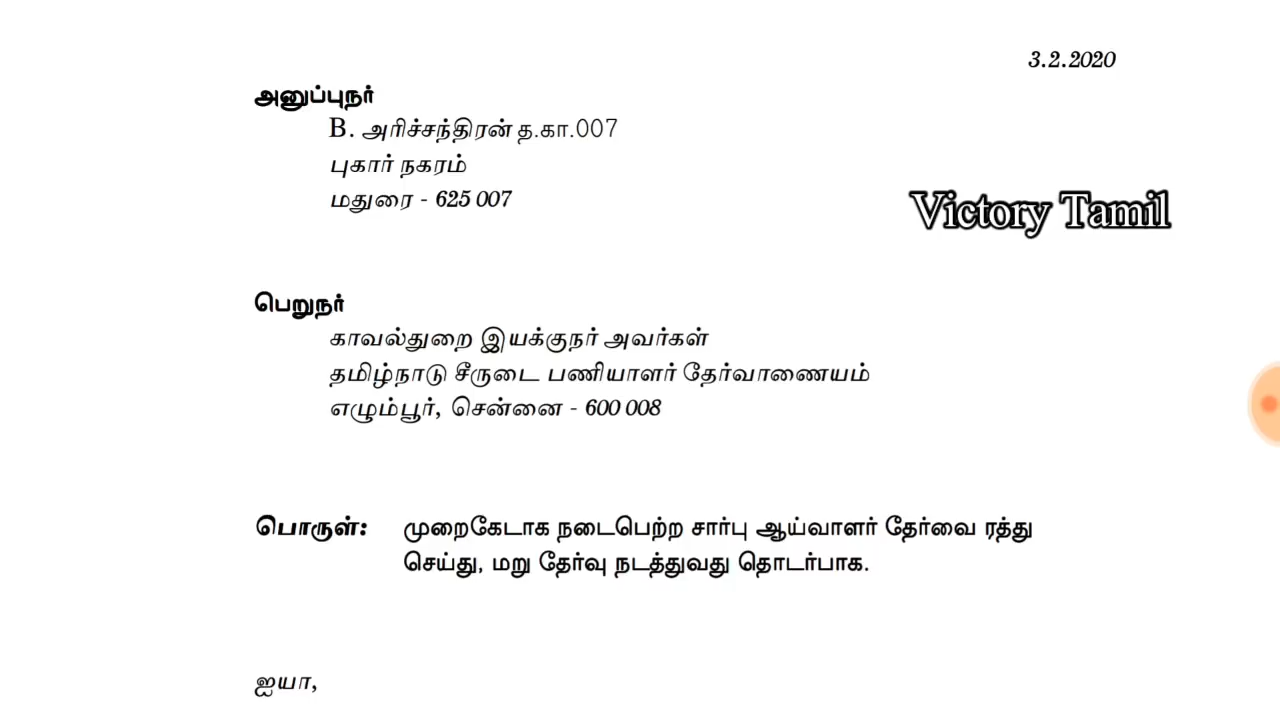 3.2.2020
அனுப்புநர்
B. அரிச்சந்திரன் த.கா.007
புகார் நகரம்
மதுரை - 625 007
Victory Tamil
பெறுநர்
காவல்துறை இயக்குநர் அவர்கள்
தமிழ்நாடு சீருடை பணியாளர் தேர்வாணையம்
எழும்பூர், சென்னை - 600 008
பொருள்: முறைகேடாக நடைபெற்ற சார்பு ஆய்வாளர் தேர்வை ரத்து
செய்து, மறு தேர்வு நடத்துவது தொடர்பாக.
ஐயா,